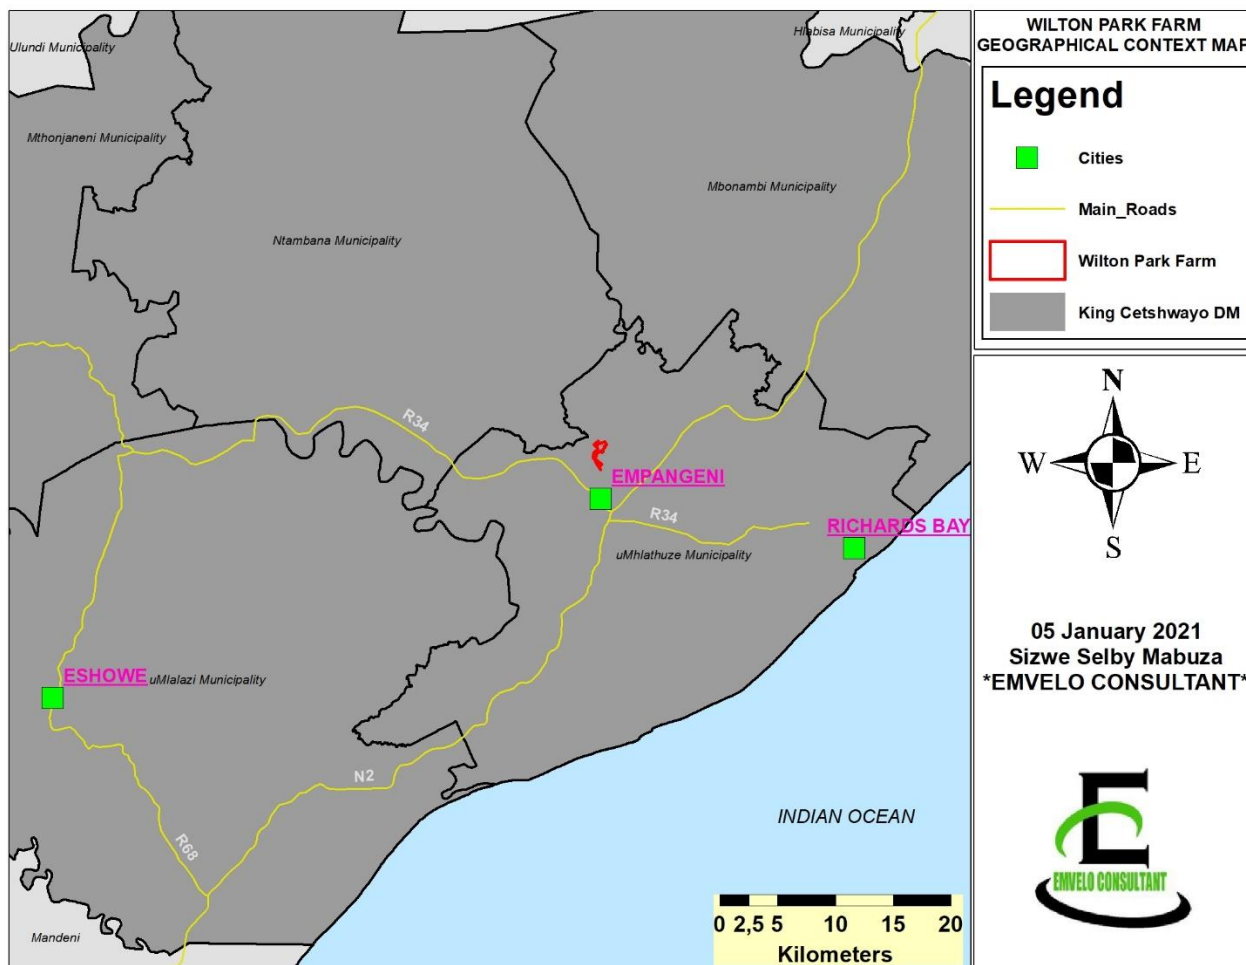 Ulundi Municipality
Hlabisa Municipality
Mthonjaneni Municipality
Mbonambi Municipality
Ntambana Municipality
R34
EMPANGENI
R34
RICHARDS BAY
uMhlathuze Municipality
ESHOWE
uMlalazi Municipality
N2
R68
INDIAN OCEAN
Mandeni
0 2,5 5 10 15 20
Kilometers
WILTON PARK FARM
GEOGRAPHICAL CONTEXT MAP
Legend
Cities
Main_Roads
Wilton Park Farm
King Cetshwayo DM
N
W
E
S
05 January 2021
Sizwe Selby Mabuza
*EMVELO CONSULTANT*
E
EMVELO CONSULTANT